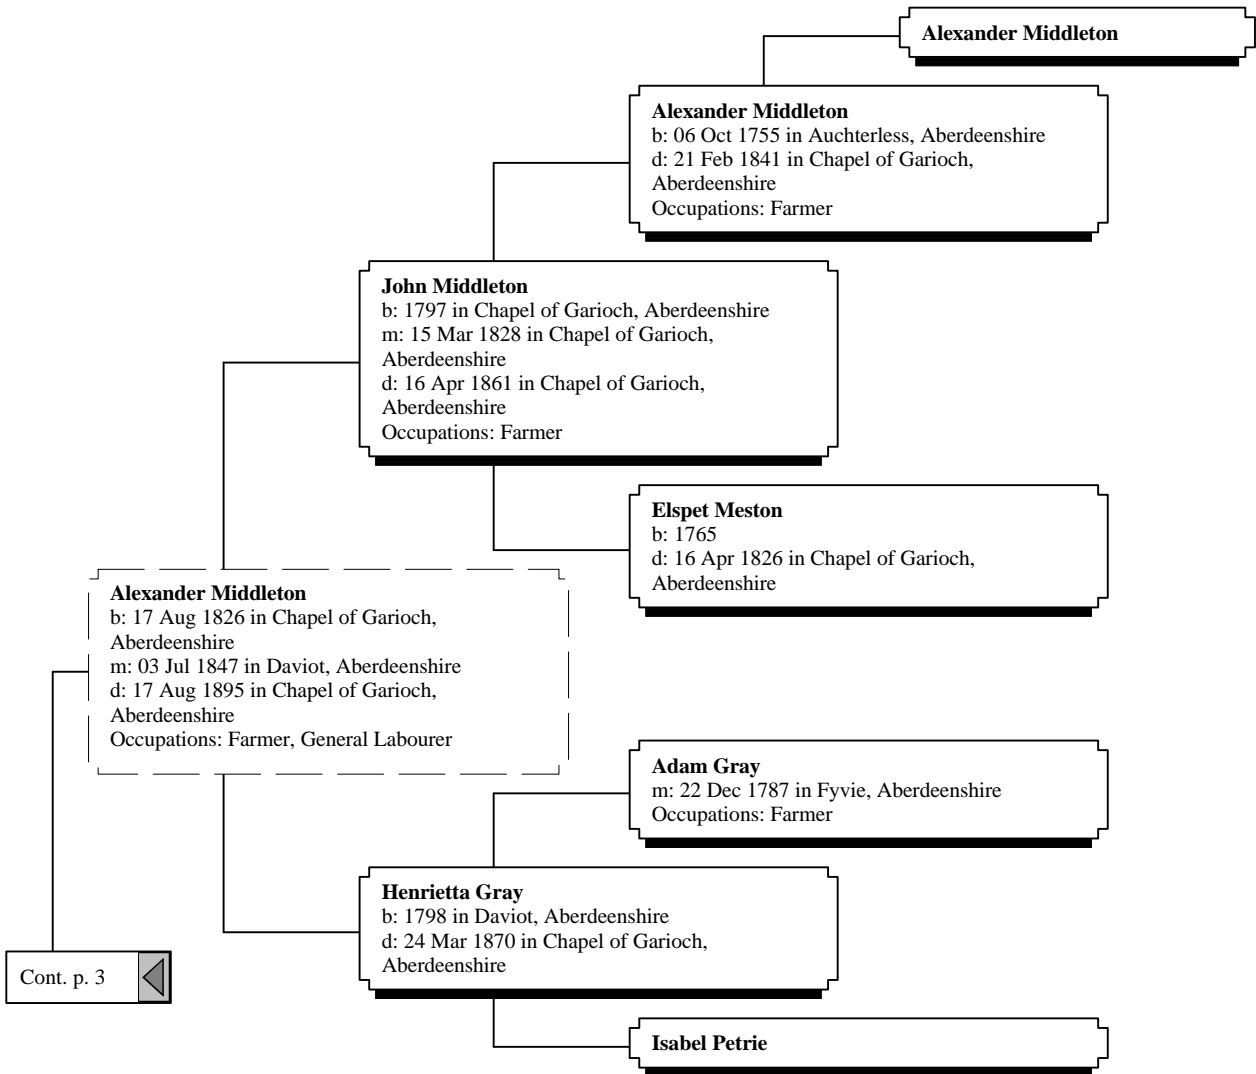 Alexander Middleton
Alexander Middleton
b: 06 Oct 1755 in Auchterless, Aberdeenshire
d: 21 Feb 1841 in Chapel of Garioch,
Aberdeenshire
Occupations: Farmer
John Middleton
b: 1797 in Chapel of Garioch, Aberdeenshire
m: 15 Mar 1828 in Chapel of Garioch,
Aberdeenshire
d: 16 Apr 1861 in Chapel of Garioch,
Aberdeenshire
Occupations: Farmer
Elspet Meston
b: 1765
d: 16 Apr 1826 in Chapel of Garioch,
Aberdeenshire
Alexander Middleton
b: 17 Aug 1826 in Chapel of Garioch,
Aberdeenshire
m: 03 Jul 1847 in Daviot, Aberdeenshire
d: 17 Aug 1895 in Chapel of Garioch,
Aberdeenshire
Occupations: Farmer, General Labourer
Adam Gray
m: 22 Dec 1787 in Fyvie, Aberdeenshire
Occupations: Farmer
Henrietta Gray
b: 1798 in Daviot, Aberdeenshire
d: 24 Mar 1870 in Chapel of Garioch,
Aberdeenshire
Cont. p. 3
Isabel Petrie